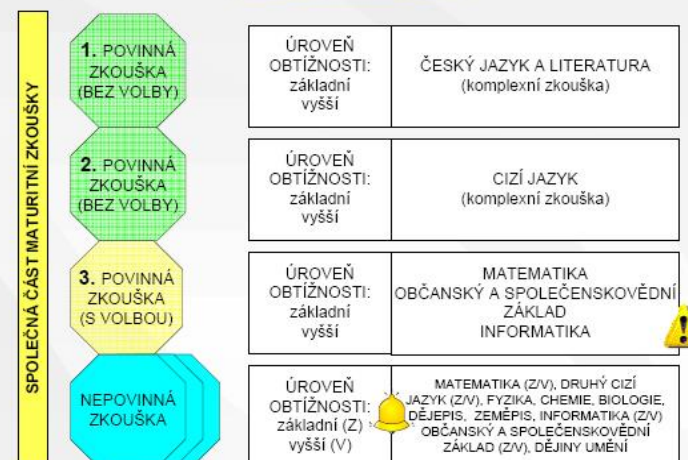 SPOLEČNÁ ČÁST MATURITNÍ ZKOUŠKY
1. POVINNÁ
ZKOUŠKA
(BEZ VOLBY)
ÚROVEŇ
OBTÍŽNOSTI:
základní
vyšší
ČESKÝ JAZYK A LITERATURA
(komplexní zkouška)
2. POVINNÁ
ZKOUŠKA
(BEZ VOLBY)
ÚROVEŇ
OBTÍŽNOSTI:
základní
vyšší
CIZÍ JAZYK
(komplexní zkouška)
3. POVINNÁ
ZKOUŠKA
(S VOLBOU)
ÚROVEŇ
OBTÍŽNOSTI:
základní
vyšší
MATEMATIKA
OBČANSKÝ A SPOLEČENSKOVĚDNÍ
ZÁKLAD
INFORMATIKA
NEPOVINNÁ
ZKOUŠKA
ÚROVEŇ
OBTÍŽNOSTI:
základní (Z)
vyšší (V)
MATEMATIKA (Z/V), DRUHÝ CIZÍ
JAZYK (Z/V), FYZIKA, CHEMIE, BIOLOGIE,
DĚJEPIS, ZEMĚPIS, INFORMATIKA (Z/V)
OBČANSKÝ A SPOLEČENSKOVĚDNÍ
ZÁKLAD (Z/V), DĚJINY UMĚNÍ